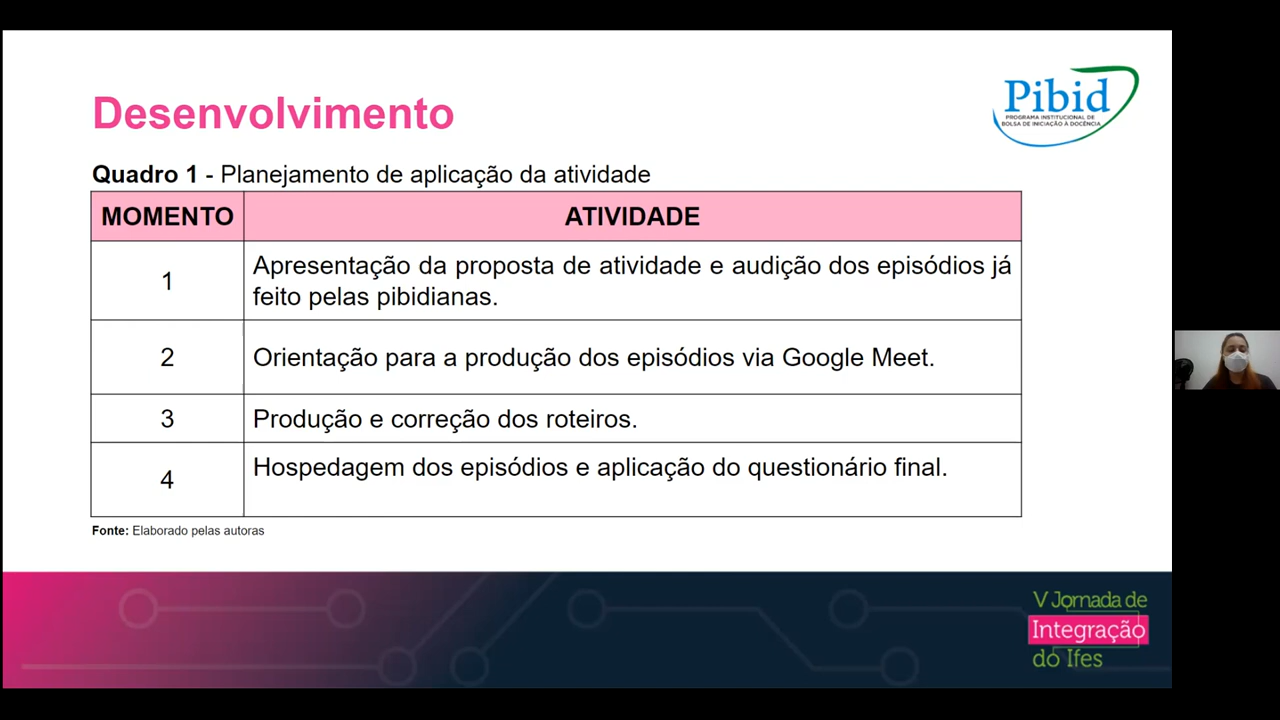 Desenvolvimento
Pibid
PROGRAMA INSTITUCIONAL DE
BOLSA DE INICIAÇÃO À DOCÊNCIA
Quadro 1 - Planejamento de aplicação da atividade
MOMENTO ATIVIDADE
1 Apresentação da proposta de atividade e audição dos episódios já
feito pelas pibidianas.
2 Orientação para a produção dos episódios via Google Meet.
3 Produção e correção dos roteiros.
4 Hospedagem dos episódios e aplicação do questionário final.
Fonte: Elaborado pelas autoras
V Jornada de
Integração
do Ifes